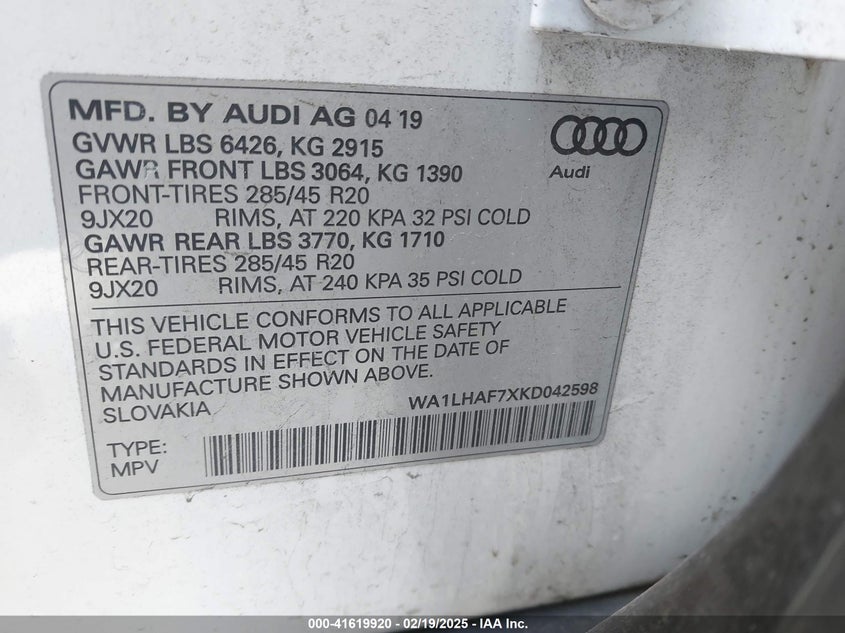 MFD. BY AUDI AG 04 19
GVWR LBS 6426, KG 2915
GAWR FRONT LBS 3064, KG 1390
FRONT-TIRES 285/45 R20
9JX20 RIMS, AT 220 KPA 32 PSI COLD
GAWR REAR LBS 3770, KG 1710
REAR-TIRES 285/45 R20
9JX20 RIMS, AT 240 KPA 35 PSI COLD
Audi
THIS VEHICLE CONFORMS TO ALL APPLICABLE
U.S. FEDERAL MOTOR VEHICLE SAFETY
STANDARDS IN EFFECT ON THE DATE OF
MANUFACTURE SHOWN ABOVE.
SLOVAKIA WA1LHAF7XKD042598
TYPE:
MPV
000-41619920 - 02/19/2025 - IAA Inc.